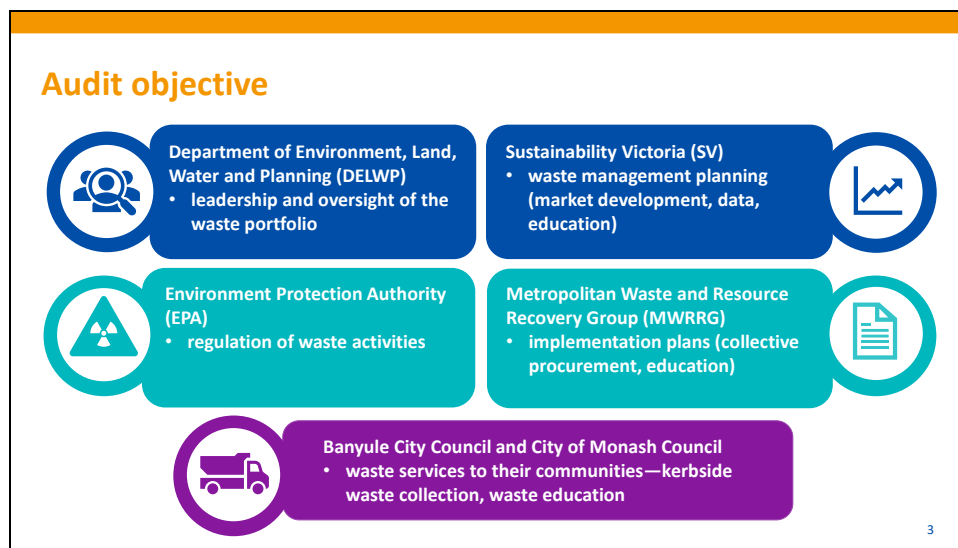 Audit objective
Department of Environment, Land,
Water and Planning (DELWP)
• leadership and oversight of the
waste portfolio
Sustainability Victoria (SV)
• waste management planning
(market development, data,
education)
Environment Protection Authority
(EPA)
• regulation of waste activities
Metropolitan Waste and Resource
Recovery Group (MWRRG)
• implementation plans (collective
procurement, education)
Banyule City Council and City of Monash Council
• waste services to their communities—kerbside
waste collection, waste education
3